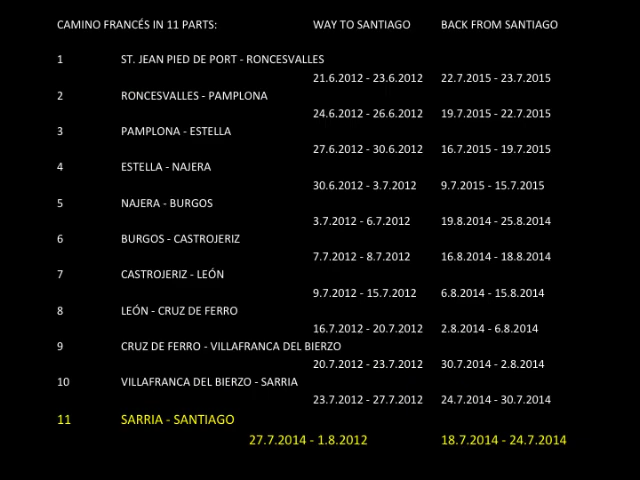 CAMINO FRANCÉS IN 11 PARTS: WAY TO SANTIAGO BACK FROM SANTIAGO
1 ST. JEAN PIED DE PORT - RONCESVALLES
21.6.2012 - 23.6.2012 22.7.2015 - 23.7.2015
2 RONCESVALLES - PAMPLONA
24.6.2012 - 26.6.2012 19.7.2015 - 22.7.2015
3 PAMPLONA - ESTELLA
27.6.2012 - 30.6.2012 16.7.2015 - 19.7.2015
4 ESTELLA - NAJERA
30.6.2012 - 3.7.2012 9.7.2015 - 15.7.2015
5 NAJERA - BURGOS
3.7.2012 - 6.7.2012 19.8.2014 - 25.8.2014
6 BURGOS - CASTROJERIZ
7.7.2012 - 8.7.2012 16.8.2014 - 18.8.2014
7 CASTROJERIZ - LEÓN
9.7.2012 - 15.7.2012 6.8.2014 - 15.8.2014
8 LEÓN - CRUZ DE FERRO
16.7.2012 - 20.7.2012 2.8.2014 - 6.8.2014
9 CRUZ DE FERRO - VILLAFRANCA DEL BIERZO
20.7.2012 - 23.7.2012 30.7.2014 - 2.8.2014
10 VILLAFRANCA DEL BIERZO - SARRIA
23.7.2012 - 27.7.2012 24.7.2014 - 30.7.2014
11 SARRIA - SANTIAGO
27.7.2014 - 1.8.2012 18.7.2014 - 24.7.2014